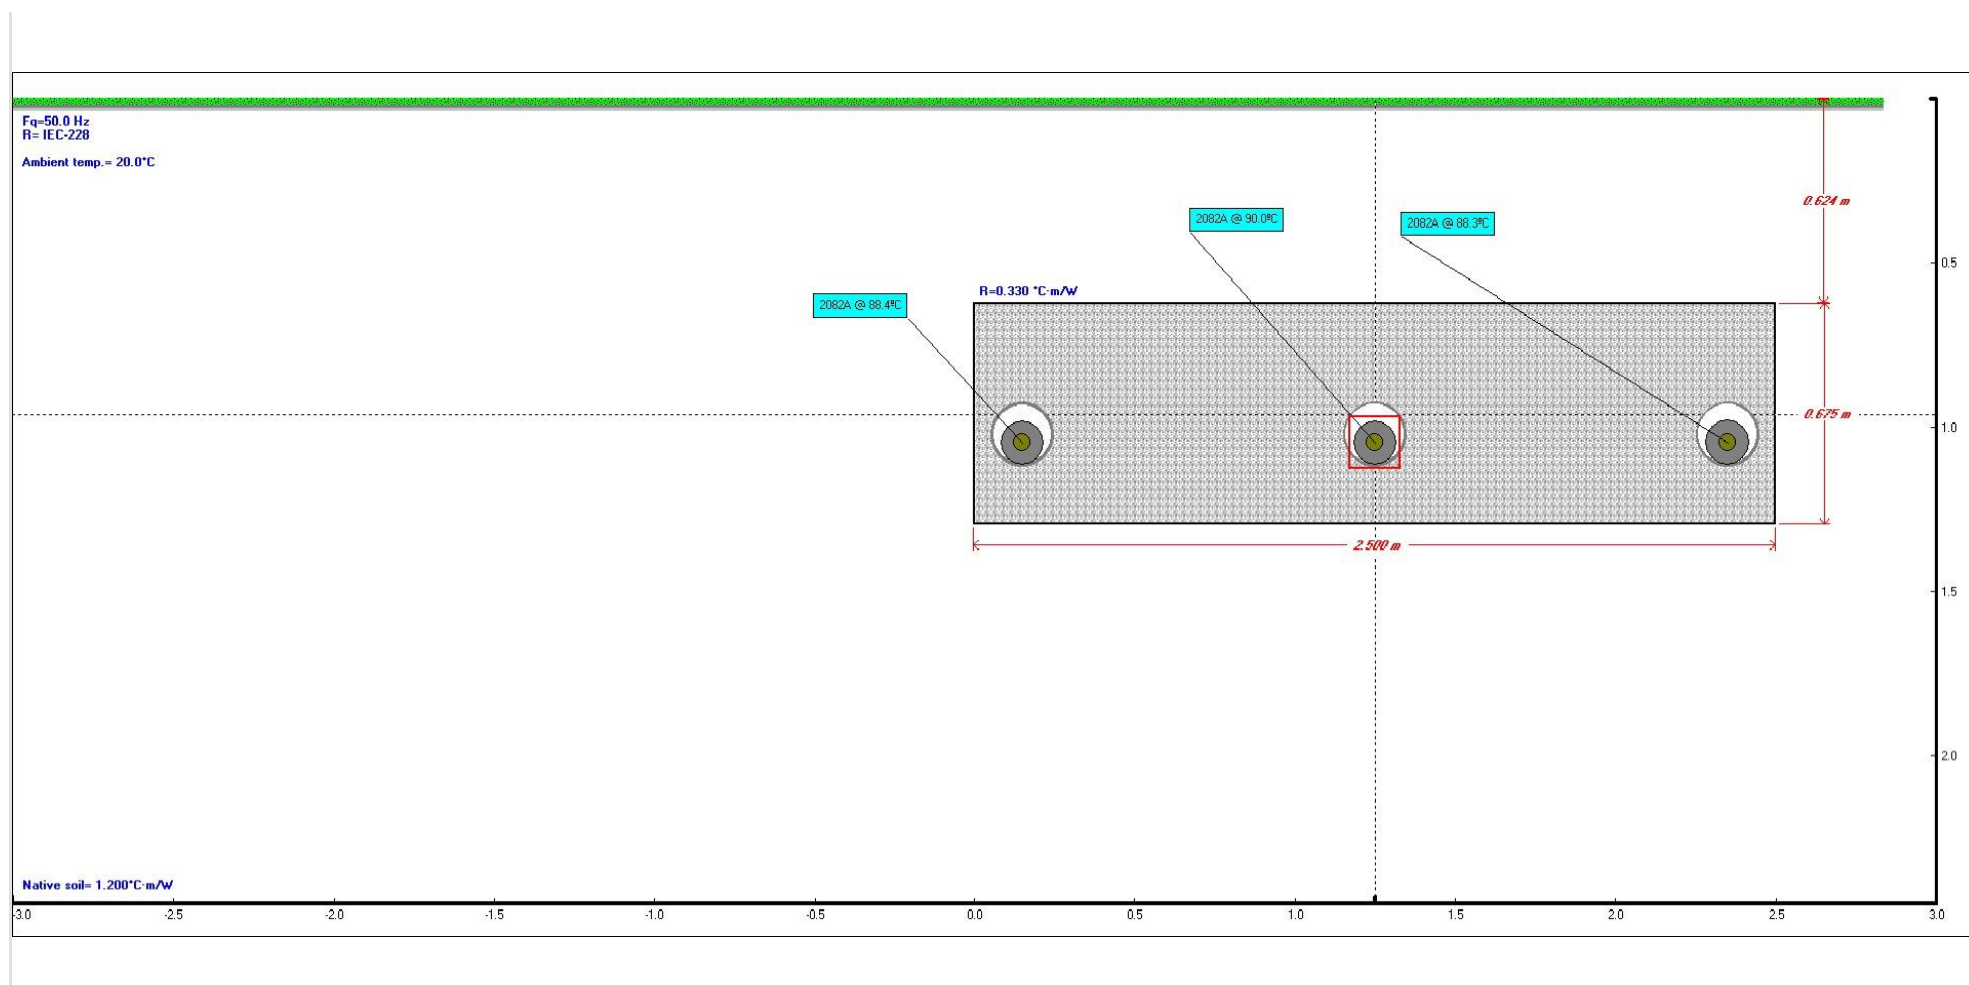 Fq=50.0 Hz
R= IEC-228
Ambient temp.= 20.0°C
0.624 m
2082A @ 90.0ºC
2082A @ 88.3ºC
0.5
R=0.330 °C·m/W
2082A @ 88.4ºC
0.675 m
1.0
2.500 m
1.5
2.0
Native soil= 1.200°C·m/W
-3.0 -2.5 -2.0 -1.5 -1.0 -0.5 0.0 0.5 1.0 1.5 2.0 2.5 3.0